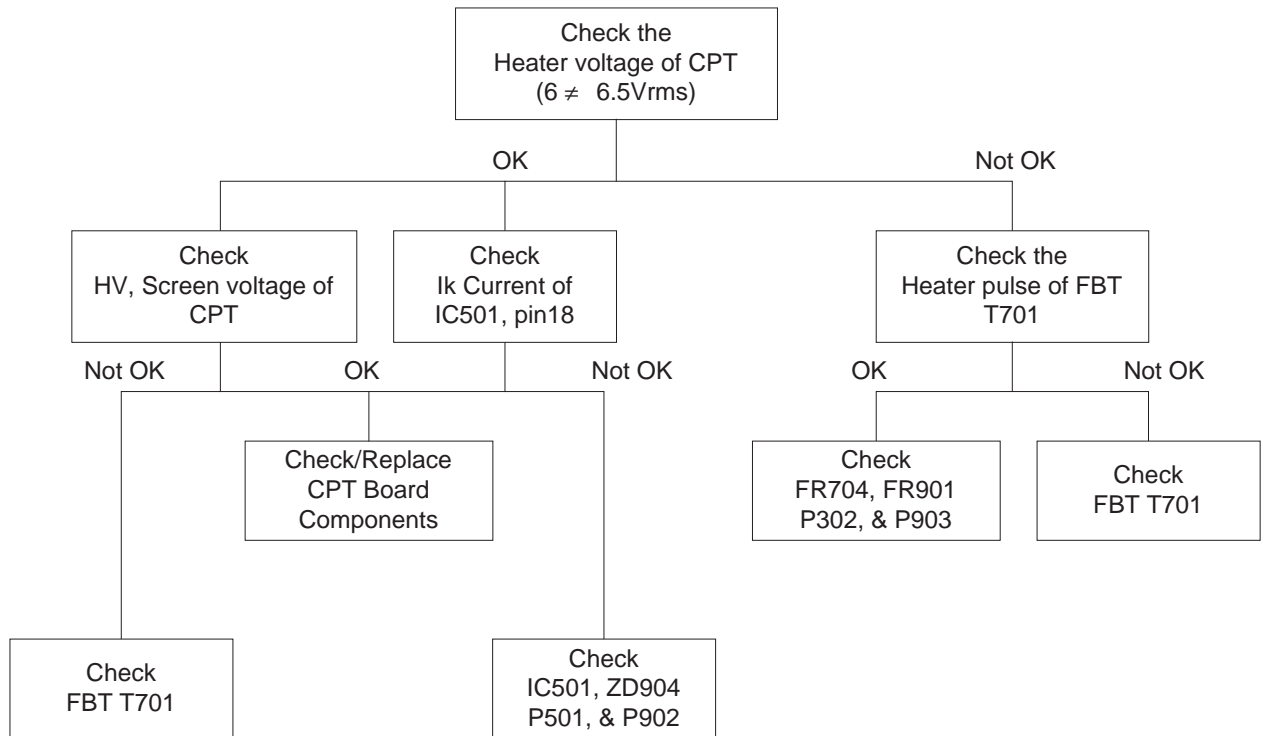 Check the
Heater voltage of CPT
(6 ≠ 6.5Vrms)
OK
Not OK
Check
HV, Screen voltage of
CPT
Check
Ik Current of
IC501, pin18
Check the
Heater pulse of FBT
T701
Not OK
OK
Not OK
OK
Not OK
Check/Replace
CPT Board
Components
Check
FR704, FR901
P302, & P903
Check
FBT T701
Check
FBT T701
Check
IC501, ZD904
P501, & P902